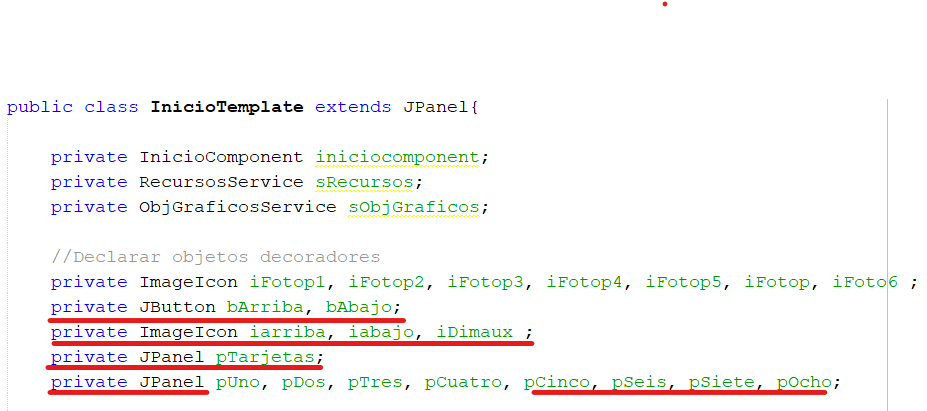 public class InicioTemplate extends JPanel{
private InicioComponent iniciocomponent;
private RecursosService sRecursos;
private ObjGraficosService sObjGraficos;
//Declarar objetos decoradores
private ImageIcon iFotop1, iFotop2, iFotop3, iFotop4, iFotop5, iFotop, iFoto6 ;
private JButton bArriba, bAbajo;
private ImageIcon iarriba, iabajo, iDimaux ;
private JPanel pTarjetas;
private JPanel pUno, pDos, pTres, pCuatro, pCinco, pSeis, pSiete, pOcho;